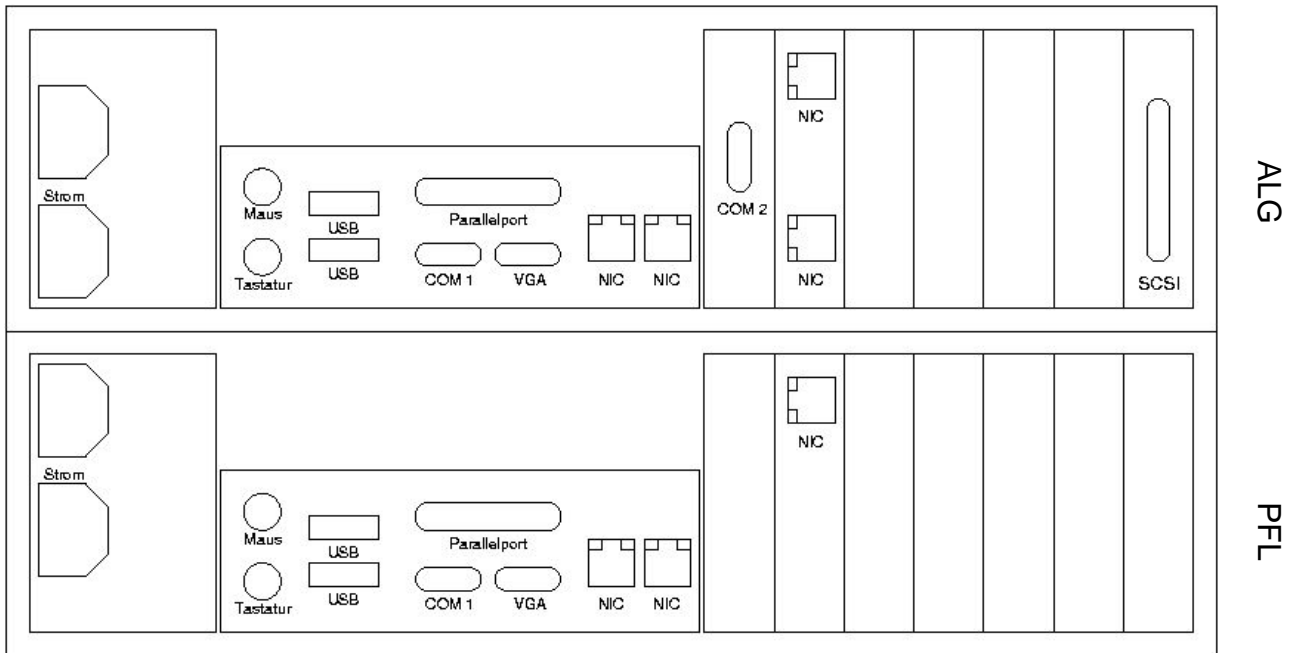 NIC
Strom
Maus
USB
Parallelport
COM 2
Tastatur
USB
COM 1
VGA
NIC
NIC
NIC
SCSI
ALG
NIC
Strom
Maus
USB
Parallelport
Tastatur
USB
COM 1
VGA
NIC
NIC
PFL